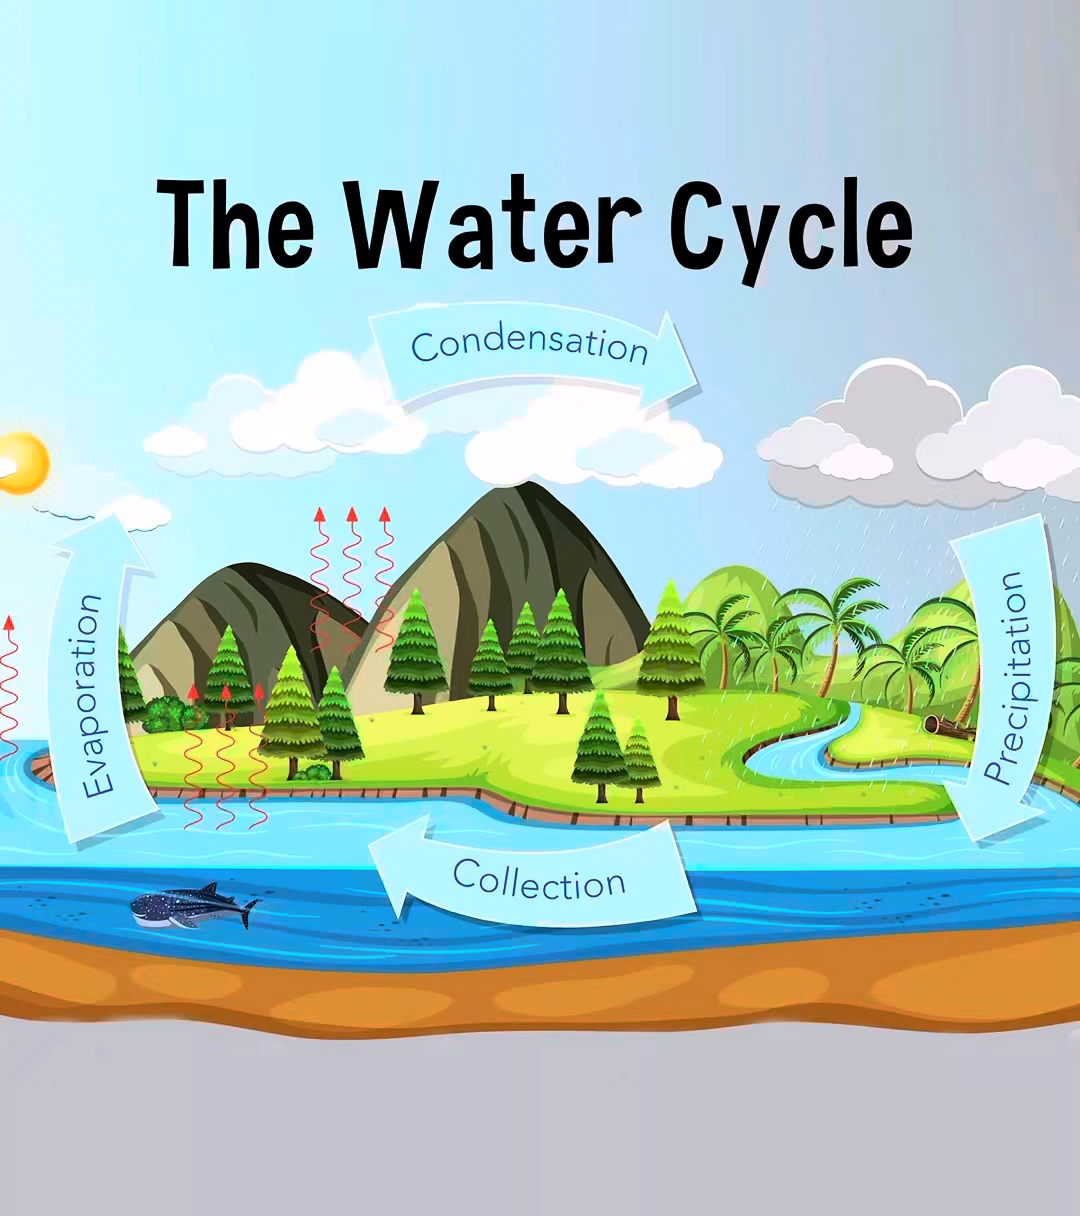 The Water Cycle
Condensation
Evaporation
Precipitation
Collection